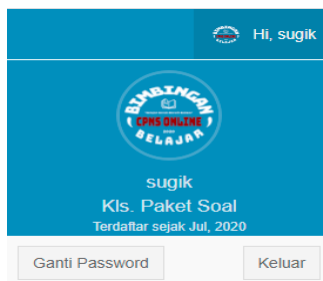 Hi, sugik
BIMBINGAN
CPNS ONLINE
BELAJAR
sugik
Kls. Paket Soal
Terdaftar sejak Jul, 2020
Ganti Password
Keluar